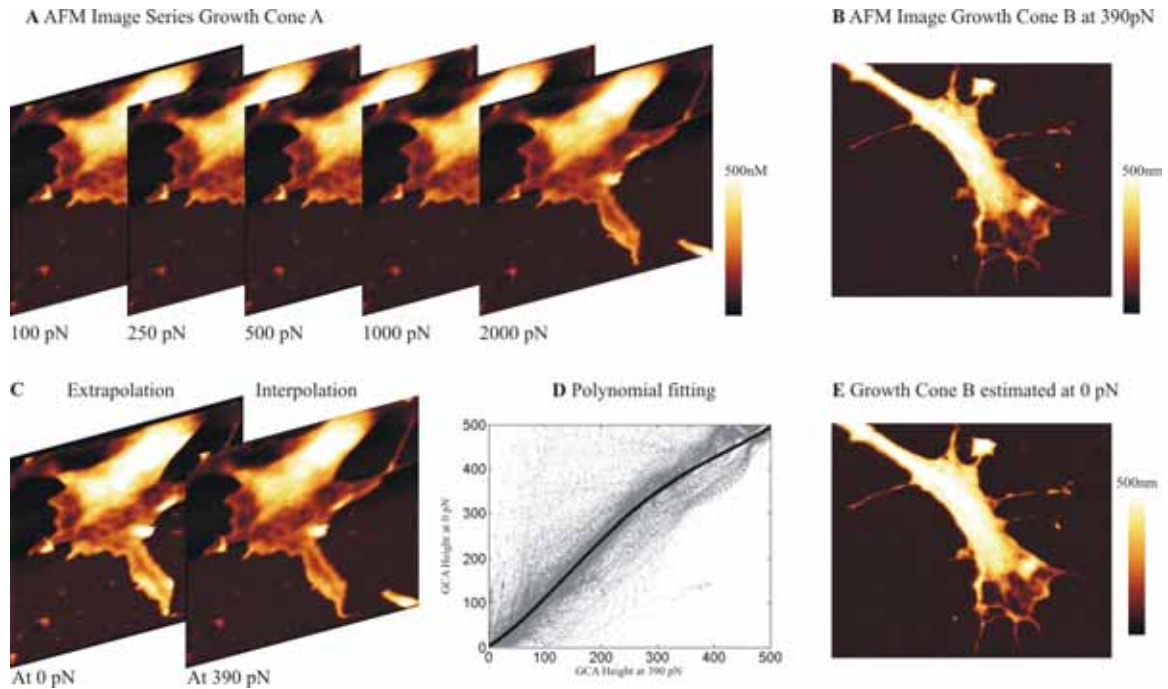 A AFM Image Series Growth Cone A
B AFM Image Growth Cone B at 390pN
500nM
500nm
100 pN
250 pN
500 pN
1000 pN
2000 pN
C
Extrapolation
Interpolation
D Polynomial fitting
E Growth Cone B estimated at 0 pN
500
400
300
200
100
0
GCA Height at 0 pN
0
100
200
300
400
500
GCA Height at 390 pN
500nm
At 0 pN
At 390 pN